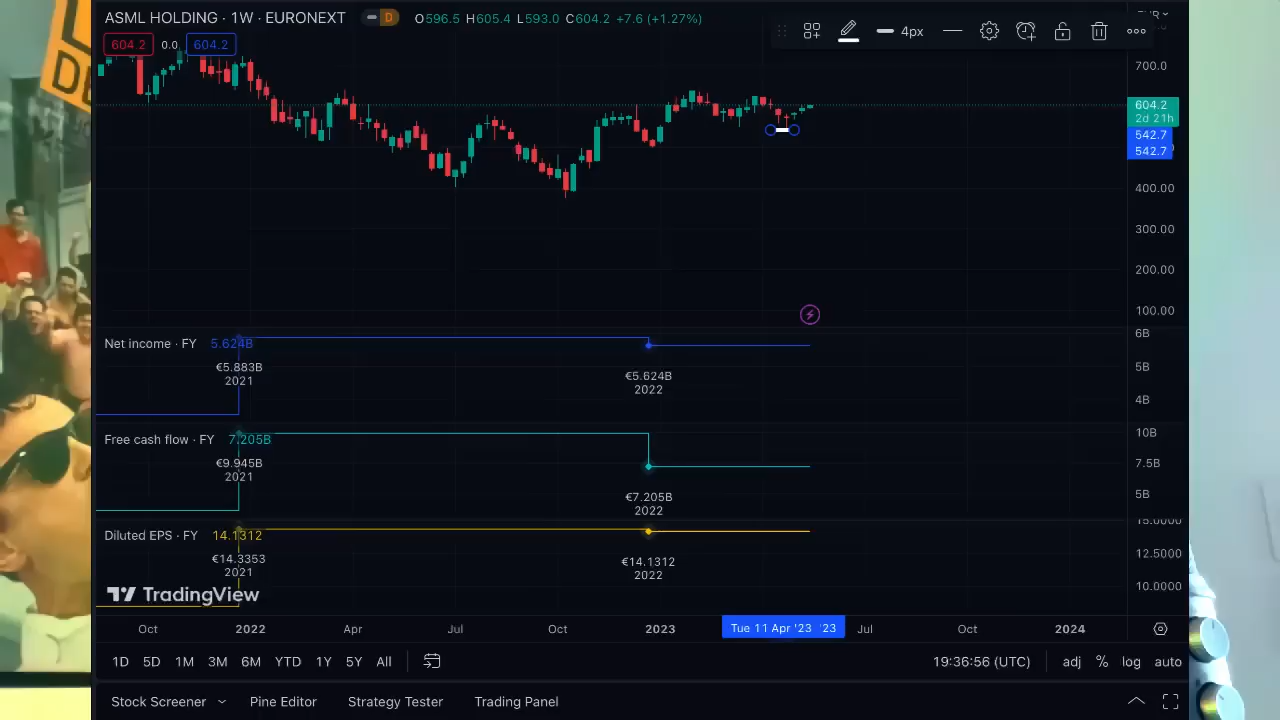 ASML HOLDING · 1W · EURONEXT
D
O596.5 H605.4 L593.0 C604.2 +7.6 (+1.27%)
604.2 0.0 604.2
4px
700.0
604.2
2d 21h
542.7
542.7
400.00
300.00
200.00
100.00
Net income · FY 5.624B
€5.883B
2021
€5.624B
2022
6B
5B
4B
Free cash flow · FY 7.205B
€9.945B
2021
€7.205B
2022
10B
7.5B
5B
Diluted EPS · FY 14.1312
€14.3353
2021
€14.1312
2022
15.0000
12.5000
10.0000
TradingView
Oct 2022 Apr Jul Oct 2023 Tue 11 Apr '23 '23 Jul Oct 2024
1D 5D 1M 3M 6M YTD 1Y 5Y All 19:36:56 (UTC) adj % log auto
Stock Screener Pine Editor Strategy Tester Trading Panel